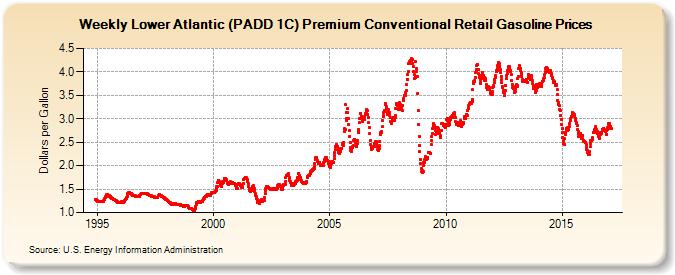 Weekly Lower Atlantic (PADD 1C) Premium Conventional Retail Gasoline Prices
Dollars per Gallon
4.5
4.0
3.5
3.0
2.5
2.0
1.5
1.0
1995 2000 2005 2010 2015
Source: U.S. Energy Information Administration